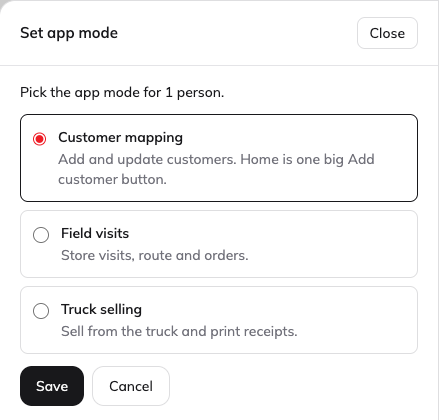 Set app mode
Close
Pick the app mode for 1 person.
Customer mapping
Add and update customers. Home is one big Add
customer button.
Field visits
Store visits, route and orders.
Truck selling
Sell from the truck and print receipts.
Save
Cancel